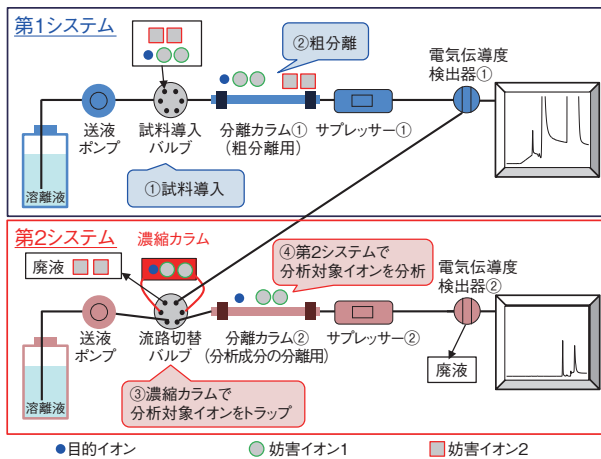 第1システム
②粗分離
電気伝導度
検出器①
送液
ポンプ
試料導入
バルブ
分離カラム①
(粗分離用)
サプレッサー①
①試料導入
溶離液
第2システム
濃縮カラム
廃液
④第2システムで
分析対象イオンを分析
電気伝導度
検出器②
送液
ポンプ
流路切替
バルブ
分離カラム②
(分析成分の分離用)
サプレッサー②
廃液
溶離液
③濃縮カラムで
分析対象イオンをトラップ
目的イオン
妨害イオン1
妨害イオン2